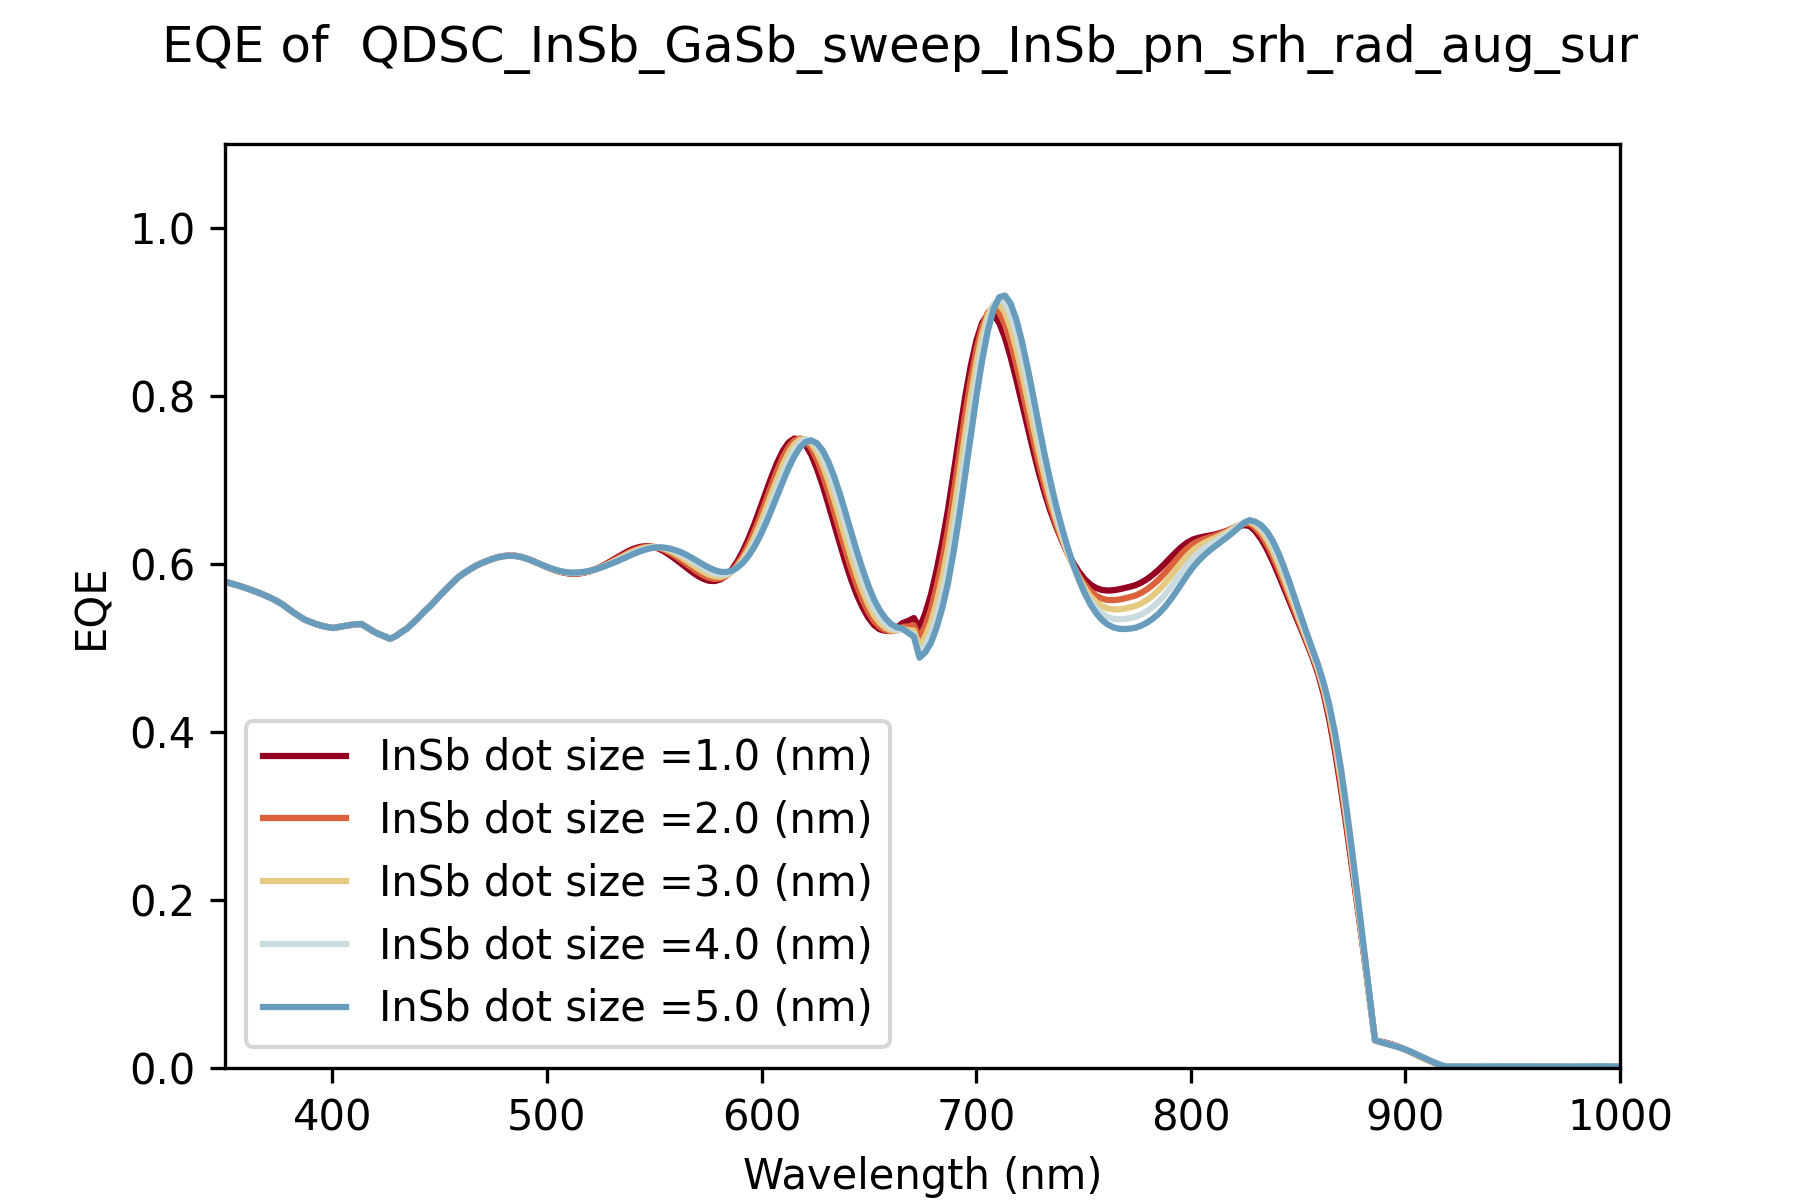 EQE of  QDSC_InSb_GaSb_sweep_InSb_pn_srh_rad_aug_sur
EQE
1.0
0.8
0.6
0.4
0.2
0.0
InSb dot size =1.0 (nm)
InSb dot size =2.0 (nm)
InSb dot size =3.0 (nm)
InSb dot size =4.0 (nm)
InSb dot size =5.0 (nm)
400 500 600 700 800 900 1000
Wavelength (nm)